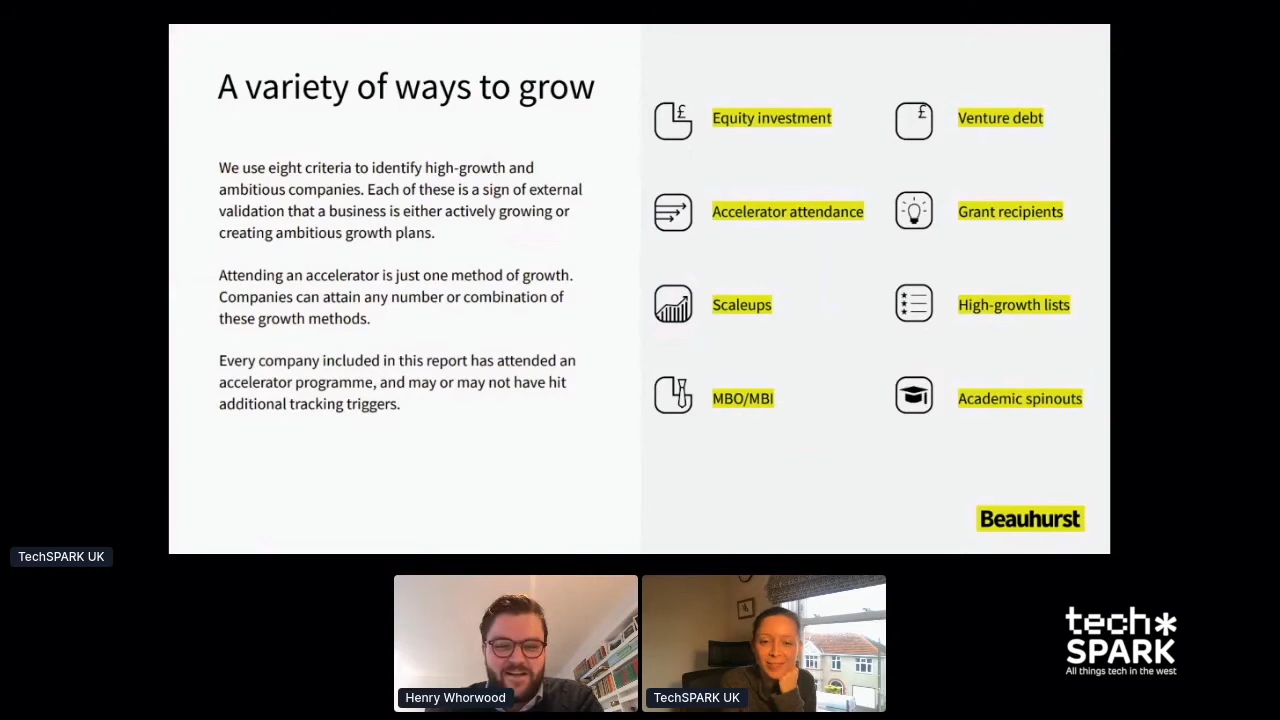 A variety of ways to grow
We use eight criteria to identify high-growth and
ambitious companies. Each of these is a sign of external
validation that a business is either actively growing or
creating ambitious growth plans.
Attending an accelerator is just one method of growth.
Companies can attain any number or combination of
these growth methods.
Every company included in this report has attended an
accelerator programme, and may or may not have hit
additional tracking triggers.
£
Equity investment
£
Venture debt
Accelerator attendance
Grant recipients
Scaleups
High-growth lists
MBO/MBI
Academic spinouts
Beauhurst
TechSPARK UK
Henry Whorwood
TechSPARK UK
tech*
SPARK
All things tech in the west